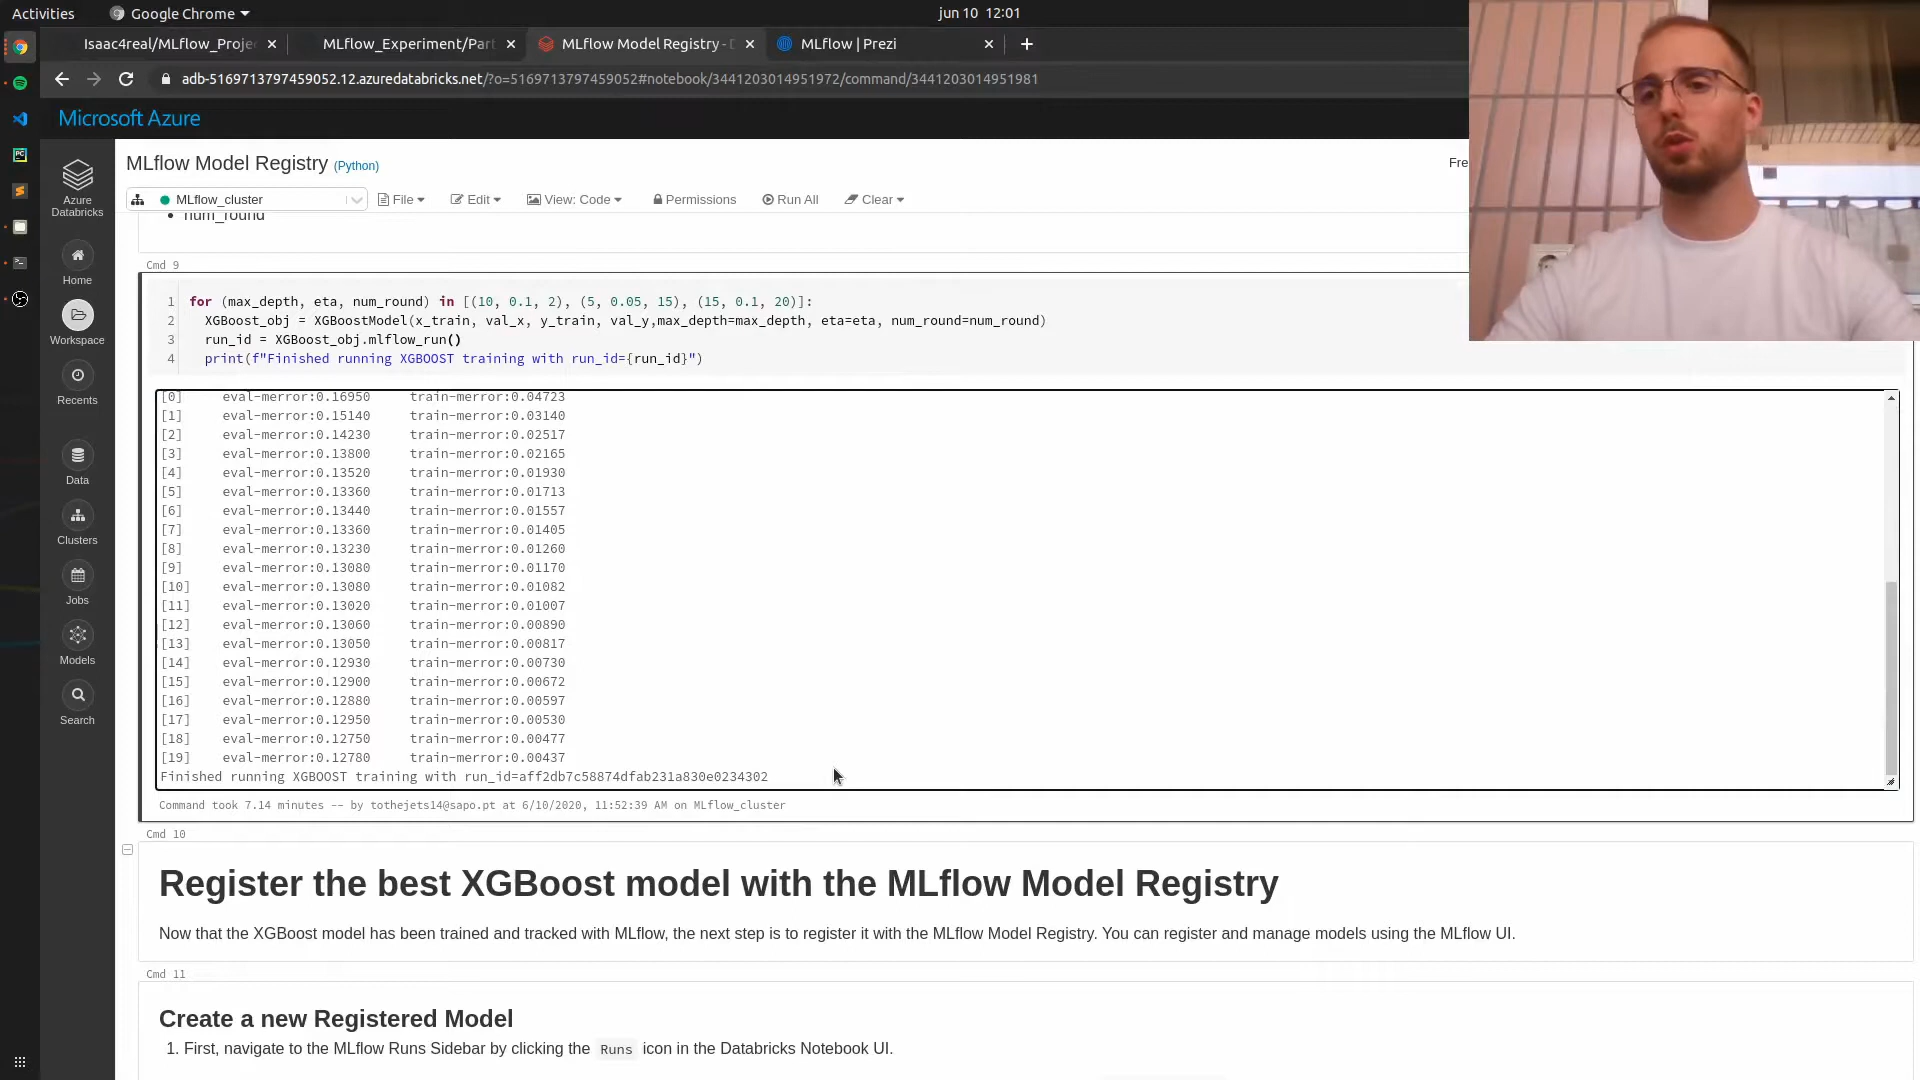 Activities
Google Chrome
jun 10 12:01
Isaac4real/MLflow_Proje
MLflow_Experiment/Part
MLflow Model Registry - D
MLflow | Prezi
adb-5169713797459052.12.azuredatabricks.net/?o=5169713797459052#notebook/3441203014951972/command/3441203014951981
Microsoft Azure
MLflow Model Registry (Python)
Fre
MLflow_cluster
File
Edit
View: Code
Permissions
Run All
Clear
Azure
Databricks
Home
Workspace
Recents
Data
Clusters
Jobs
Models
Search
num_round
Cmd 9
1 for (max_depth, eta, num_round) in [(10, 0.1, 2), (5, 0.05, 15), (15, 0.1, 20)]:
2 XGBoost_obj = XGBoostModel(x_train, val_x, y_train, val_y,max_depth=max_depth, eta=eta, num_round=num_round)
3 run_id = XGBoost_obj.mlflow_run()
4 print(f"Finished running XGBOOST training with run_id={run_id}")
[0] eval-merror:0.16950 train-merror:0.04723
[1] eval-merror:0.15140 train-merror:0.03140
[2] eval-merror:0.14230 train-merror:0.02517
[3] eval-merror:0.13800 train-merror:0.02165
[4] eval-merror:0.13520 train-merror:0.01930
[5] eval-merror:0.13360 train-merror:0.01713
[6] eval-merror:0.13440 train-merror:0.01557
[7] eval-merror:0.13360 train-merror:0.01405
[8] eval-merror:0.13230 train-merror:0.01260
[9] eval-merror:0.13080 train-merror:0.01170
[10] eval-merror:0.13080 train-merror:0.01082
[11] eval-merror:0.13020 train-merror:0.01007
[12] eval-merror:0.13060 train-merror:0.00890
[13] eval-merror:0.13050 train-merror:0.00817
[14] eval-merror:0.12930 train-merror:0.00730
[15] eval-merror:0.12900 train-merror:0.00672
[16] eval-merror:0.12880 train-merror:0.00597
[17] eval-merror:0.12950 train-merror:0.00530
[18] eval-merror:0.12750 train-merror:0.00477
[19] eval-merror:0.12780 train-merror:0.00437
Finished running XGBOOST training with run_id=aff2db7c58874dfab231a830e0234302
Command took 7.14 minutes -- by tothejets14@sapo.pt at 6/10/2020, 11:52:39 AM on MLflow_cluster
Cmd 10
Register the best XGBoost model with the MLflow Model Registry
Now that the XGBoost model has been trained and tracked with MLflow, the next step is to register it with the MLflow Model Registry. You can register and manage models using the MLflow UI.
Cmd 11
Create a new Registered Model
1. First, navigate to the MLflow Runs Sidebar by clicking the Runs icon in the Databricks Notebook UI.